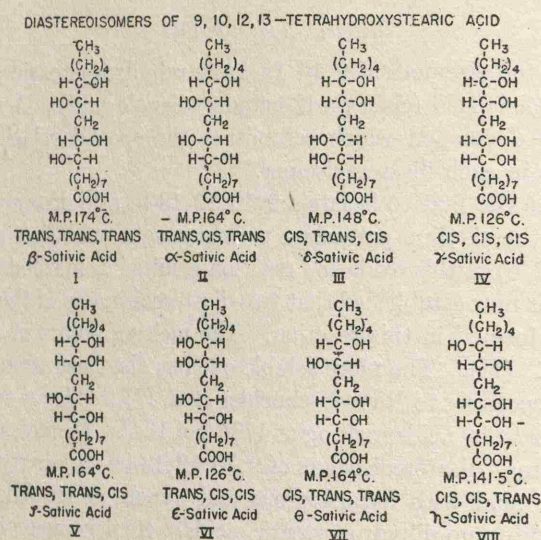 DIASTEREOISOMERS OF 9, 10, 12, 13-TETRAHYDROXYSTEARIC ACID
CH₃ CH₃ CH₃ CH₃
(CH₂)₄ (CH₂)₄ (CH₂)₄ (CH₂)₄
H-C-OH H-C-OH H-C-OH H-C-OH
HO-C-H HO-C-H H-C-OH H-C-OH
CH₂ CH₂ CH₂ CH₂
H-C-OH H-C-OH HO-C-H H-C-OH
HO-C-H H-C-OH HO-C-H H-C-OH
(CH₂)₇ (CH₂)₇ (CH₂)₇ (CH₂)₇
COOH COOH COOH COOH
M.P. 174°C. M.P. 164°C. M.P. 148°C. M.P. 126°C.
TRANS, TRANS, TRANS TRANS, CIS, TRANS CIS, TRANS, CIS CIS, CIS, CIS
β-Sativic Acid α-Sativic Acid δ-Sativic Acid γ-Sativic Acid
I II III IV
CH₃ CH₃ CH₃ CH₃
(CH₂)₄ (CH₂)₄ (CH₂)₄ (CH₂)₄
H-C-OH HO-C-H H-C-OH HO-C-H
H-C-OH HO-C-H HO-C-H H-C-OH
CH₂ CH₂ CH₂ CH₂
HO-C-H H-C-OH H-C-OH H-C-OH
H-C-OH H-C-OH H-C-OH H-C-OH
(CH₂)₇ (CH₂)₇ (CH₂)₇ (CH₂)₇
COOH COOH COOH COOH
M.P. 164°C. M.P. 126°C. M.P. 164°C. M.P. 141·5°C.
TRANS, TRANS, CIS TRANS, CIS, CIS CIS, TRANS, TRANS CIS, CIS, TRANS
-Sativic Acid ε-Sativic Acid θ-Sativic Acid η-Sativic Acid
V VI VII VIII